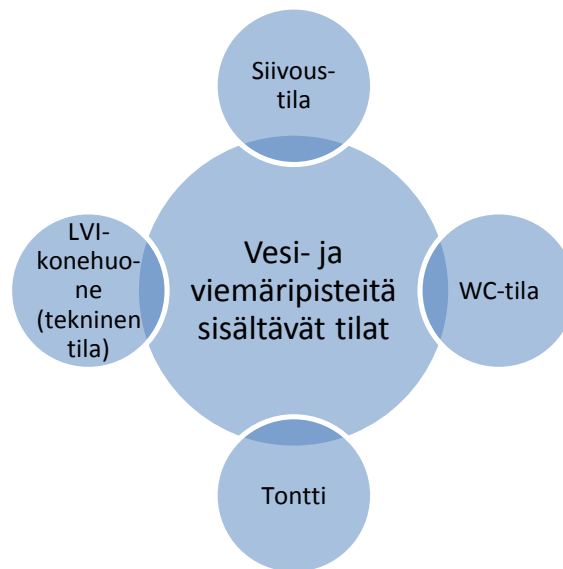 Siivous-
tila
LVI-
konehuo-
ne
(tekninen
tila)
Vesi- ja
viemäripisteitä
sisältävät tilat
WC-tila
Tontti